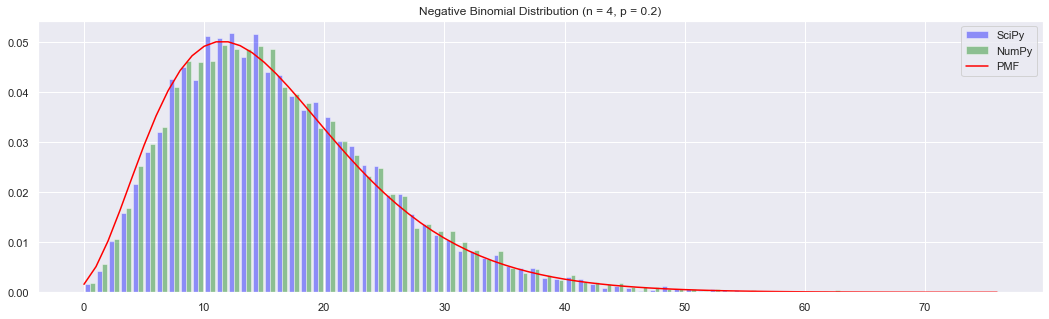 Negative Binomial Distribution (n = 4, p = 0.2)
SciPy
NumPy
PMF
0.05
0.04
0.03
0.02
0.01
0.00
0 10 20 30 40 50 60 70